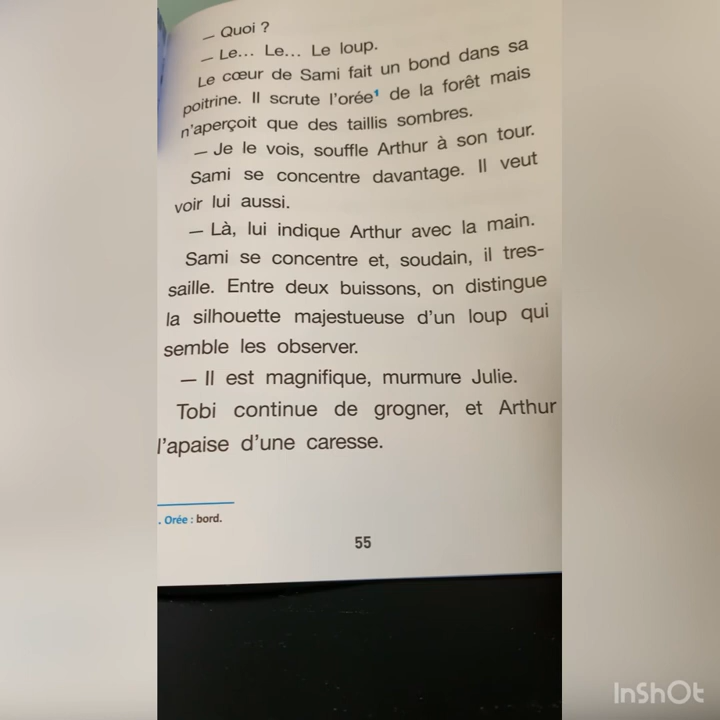 — Quoi ?
— Le... Le... Le loup.
Le cœur de Sami fait un bond dans sa
poitrine. Il scrute l'orée¹ de la forêt mais
n'aperçoit que des taillis sombres.
— Je le vois, souffle Arthur à son tour.
Sami se concentre davantage. Il veut
voir lui aussi.
— Là, lui indique Arthur avec la main.
Sami se concentre et, soudain, il tres-
saille. Entre deux buissons, on distingue
la silhouette majestueuse d'un loup qui
semble les observer.
— Il est magnifique, murmure Julie.
Tobi continue de grogner, et Arthur
l'apaise d'une caresse.
. Orée : bord.
55
InShOt